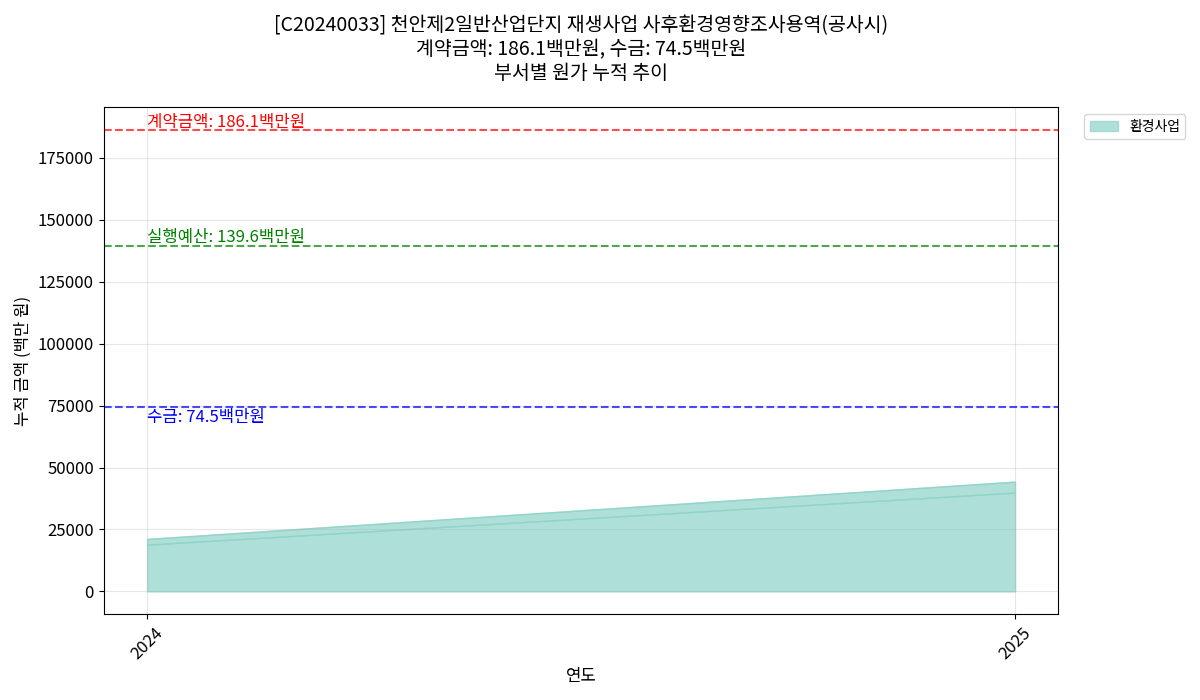 [C20240033] 천안제2일반산업단지 재생사업 사후환경영향조사용역(공사시)
계약금액: 186.1백만원, 수금: 74.5백만원
부서별 원가 누적 추이
계약금액: 186.1백만원
환경사업
175000
150000
실행예산: 139.6백만원
125000
100000
75000
수금: 74.5백만원
50000
25000
0
누적 금액 (백만 원)
2024
2025
연도